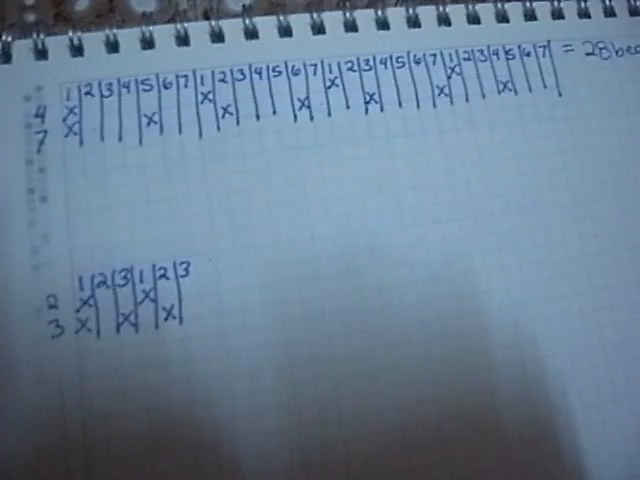 1 2 3 4 5 6 7 1 2 3 4 5 6 7 1 2 3 4 5 6 7 1 2 3 4 5 6 7 = 28
4 X X X X
7 X X X X X X X
1 2 3 1 2 3
2 X X
3 X X X